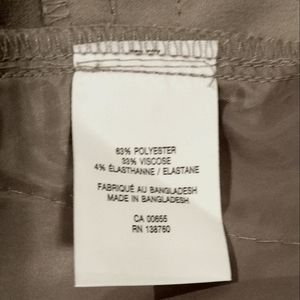 63% POLYESTER
33% VISCOSE
4% ÉLASTHANNE / ELASTANE
FABRIQUÉ AU BANGLADESH
MADE IN BANGLADESH
CA 00655
RN 138760